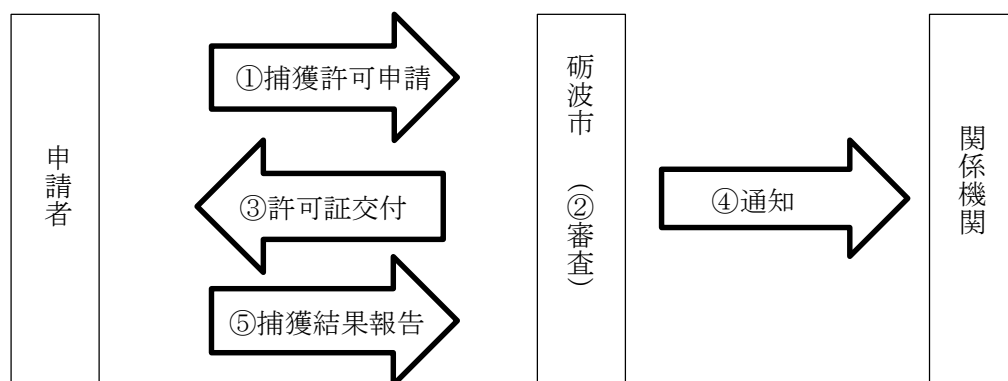 申請者
①捕獲許可申請
③許可証交付
⑤捕獲結果報告
砺波市 (②審査)
④通知
関係機関